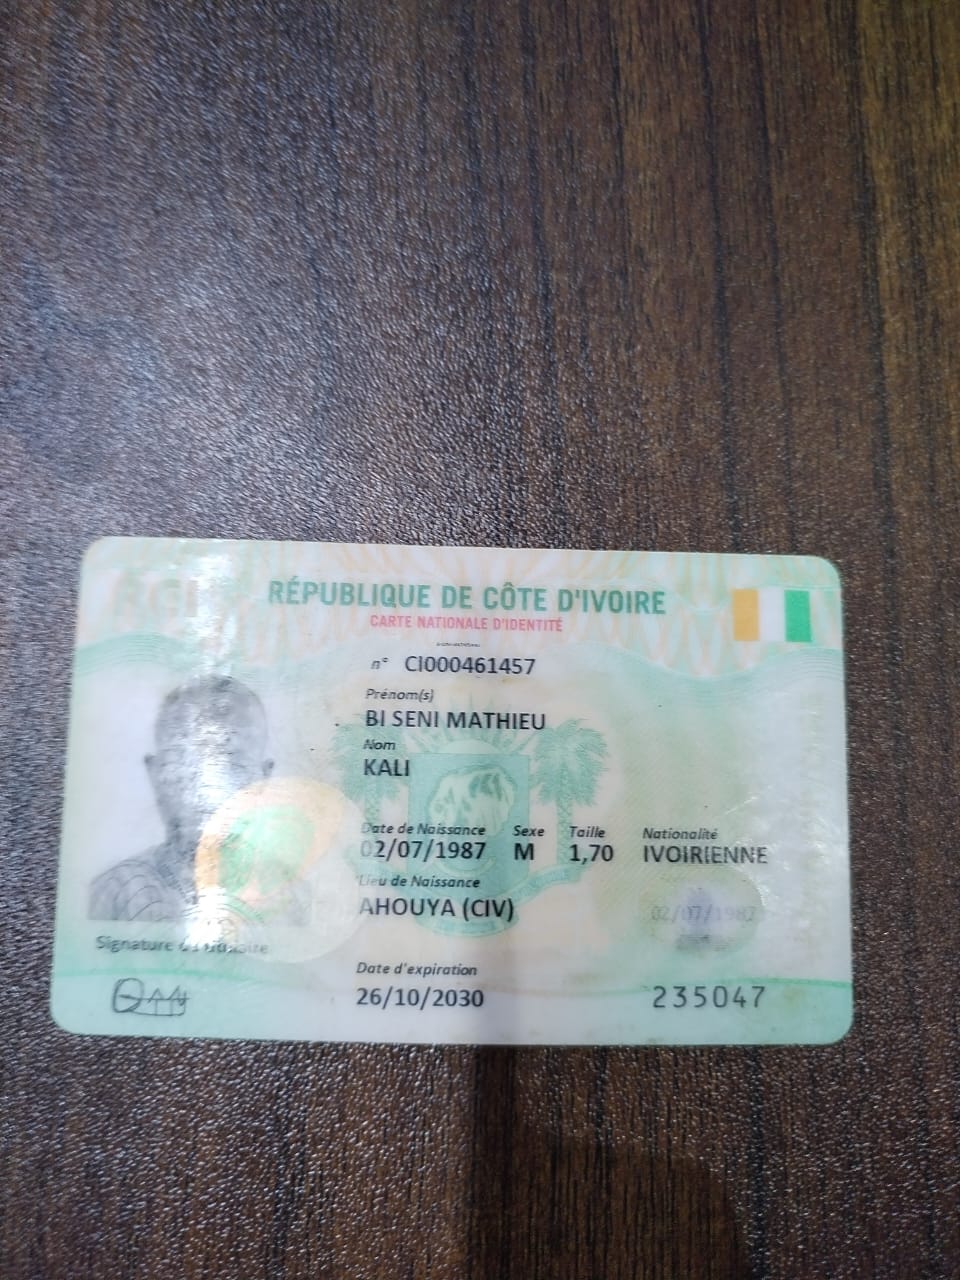 RÉPUBLIQUE DE CÔTE D'IVOIRE
CARTE NATIONALE D'IDENTITÉ
n° CI000461457
Prénom(s)
BI SENI MATHIEU
Nom
KALI
Date de Naissance Sexe Taille Nationalité
02/07/1987 M 1,70 IVOIRIENNE
Lieu de Naissance
AHOUYA (CIV)
02/07/1987
Signature du titulaire
Date d'expiration
26/10/2030
235047